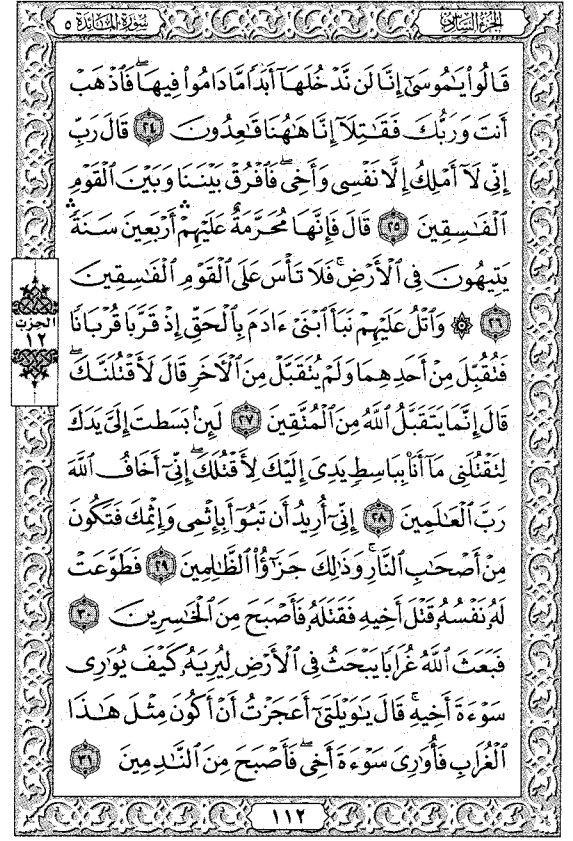 الجزء السادس
سورة المائدة ٥
قَالُوا۟ يَـٰمُوسَىٰٓ إِنَّا لَن نَّدْخُلَهَآ أَبَدًا مَّا دَامُوا۟ فِيهَا ۖ فَٱذْهَبْ
أَنتَ وَرَبُّكَ فَقَـٰتِلَآ إِنَّا هَـٰهُنَا قَـٰعِدُونَ ٢٤ قَالَ رَبِّ
إِنِّى لَآ أَمْلِكُ إِلَّا نَفْسِى وَأَخِى ۖ فَٱفْرُقْ بَيْنَنَا وَبَيْنَ ٱلْقَوْمِ
ٱلْفَـٰسِقِينَ ٢٥ قَالَ فَإِنَّهَا مُحَرَّمَةٌ ۛ عَلَيْهِمْ ۛ أَرْبَعِينَ سَنَةً ۛ
يَتِيهُونَ فِى ٱلْأَرْضِ ۚ فَلَا تَأْسَ عَلَى ٱلْقَوْمِ ٱلْفَـٰسِقِينَ
٢٦ ۞ وَٱتْلُ عَلَيْهِمْ نَبَأَ ٱبْنَىْ ءَادَمَ بِٱلْحَقِّ إِذْ قَرَّبَا قُرْبَانًا
فَتُقُبِّلَ مِنْ أَحَدِهِمَا وَلَمْ يُتَقَبَّلْ مِنَ ٱلْـَٔاخَرِ قَالَ لَأَقْتُلَنَّكَ ۖ
قَالَ إِنَّمَا يَتَقَبَّلُ ٱللَّهُ مِنَ ٱلْمُتَّقِينَ ٢٧ لَئِنۢ بَسَطتَ إِلَىَّ يَدَكَ
لِتَقْتُلَنِى مَآ أَنَا۠ بِبَاسِطٍ يَدِىَ إِلَيْكَ لِأَقْتُلَكَ ۖ إِنِّىٓ أَخَافُ ٱللَّهَ
رَبَّ ٱلْعَـٰلَمِينَ ٢٨ إِنِّىٓ أُرِيدُ أَن تَبُوٓأَ بِإِثْمِى وَإِثْمِكَ فَتَكُونَ
مِنْ أَصْحَـٰبِ ٱلنَّارِ ۚ وَذَٰلِكَ جَزَٰٓؤُا۟ ٱلظَّـٰلِمِينَ ٢٩ فَطَوَّعَتْ
لَهُۥ نَفْسُهُۥ قَتْلَ أَخِيهِ فَقَتَلَهُۥ فَأَصْبَحَ مِنَ ٱلْخَـٰسِرِينَ ٣٠
فَبَعَثَ ٱللَّهُ غُرَابًا يَبْحَثُ فِى ٱلْأَرْضِ لِيُرِيَهُۥ كَيْفَ يُوَٰرِى
سَوْءَةَ أَخِيهِ ۚ قَالَ يَـٰوَيْلَتَىٰٓ أَعَجَزْتُ أَنْ أَكُونَ مِثْلَ هَـٰذَا
ٱلْغُرَابِ فَأُوَٰرِىَ سَوْءَةَ أَخِى ۖ فَأَصْبَحَ مِنَ ٱلنَّـٰدِمِينَ ٣١
الحزب
١٢
١١٢